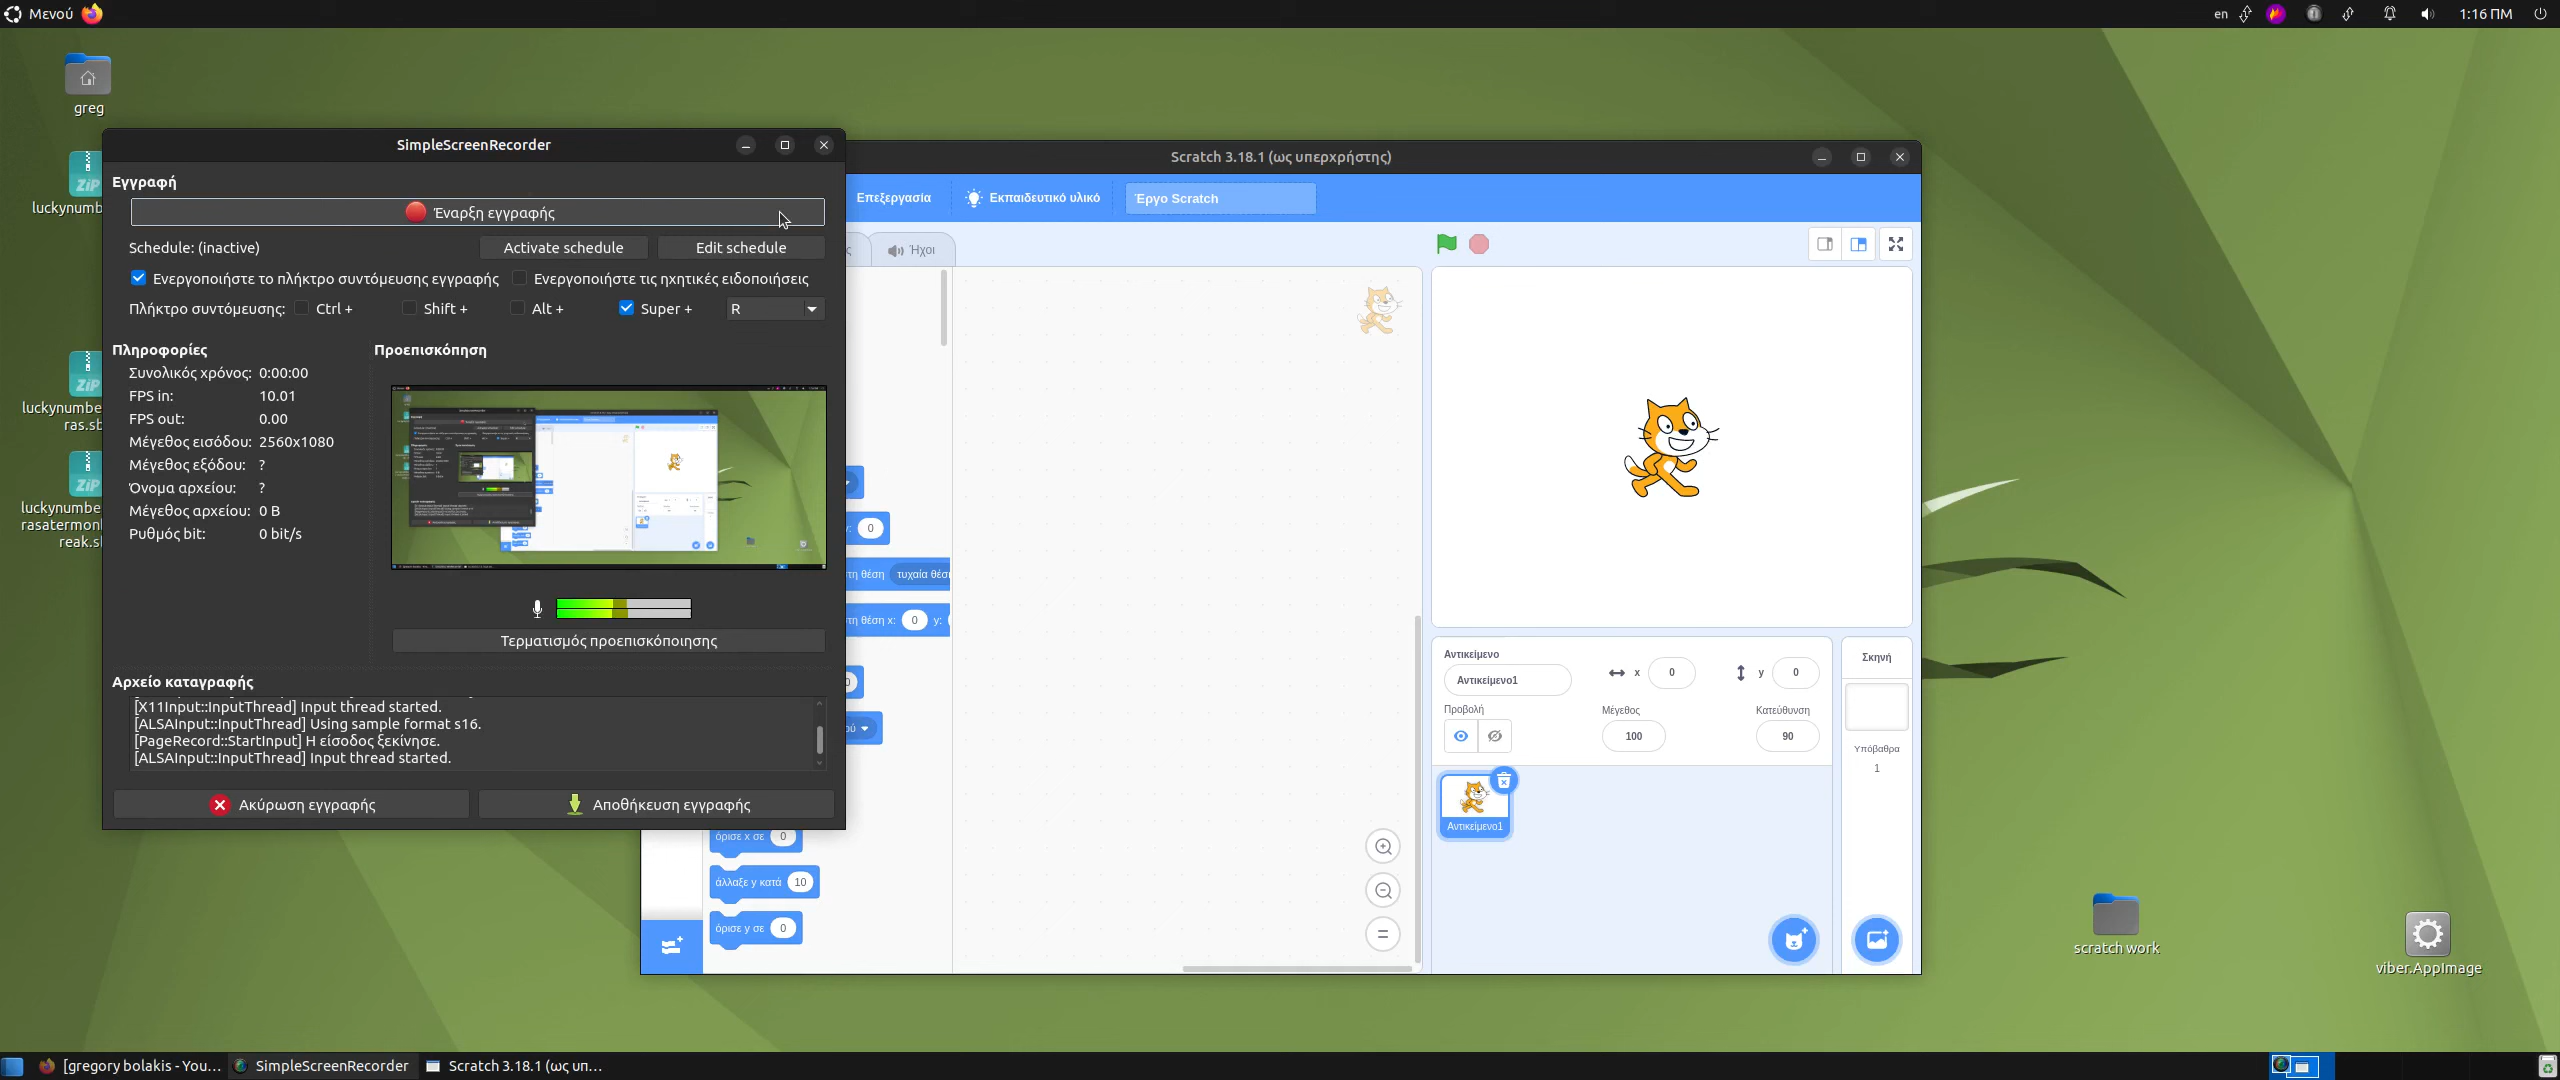 Μενού
en
1:16 ΠΜ
greg
luckynumb
luckynumbe
ras.sb
luckynumbe
rasatermonl
reak.sl
SimpleScreenRecorder
Εγγραφή
Έναρξη εγγραφής
Schedule: (inactive)
Activate schedule
Edit schedule
Ενεργοποιήστε το πλήκτρο συντόμευσης εγγραφής
Ενεργοποιήστε τις ηχητικές ειδοποιήσεις
Πλήκτρο συντόμευσης:
Ctrl +
Shift +
Alt +
Super +
R
Πληροφορίες
Συνολικός χρόνος: 0:00:00
FPS in: 10.01
FPS out: 0.00
Μέγεθος εισόδου: 2560x1080
Μέγεθος εξόδου: ?
Όνομα αρχείου: ?
Μέγεθος αρχείου: 0 B
Ρυθμός bit: 0 bit/s
Προεπισκόπηση
Τερματισμός προεπισκόποιησης
Αρχείο καταγραφής
[X11Input::InputThread] Input thread started.
[ALSAInput::InputThread] Using sample format s16.
[PageRecord::StartInput] Η είσοδος ξεκίνησε.
[ALSAInput::InputThread] Input thread started.
Ακύρωση εγγραφής
Αποθήκευση εγγραφής
Scratch 3.18.1 (ως υπερχρήστης)
Επεξεργασία
Εκπαιδευτικό υλικό
Έργο Scratch
ς
Ήχοι
0
τη θέση τυχαία θέσ
τη θέση x: 0 y:
ού
όρισε x σε 0
άλλαξε y κατά 10
όρισε y σε 0
Αντικείμενο
Αντικείμενο1
x 0
y 0
Προβολή
Μέγεθος
100
Κατεύθυνση
90
Αντικείμενο1
Σκηνή
Υπόβαθρα
1
scratch work
viber.AppImage
[gregory bolakis - You...
SimpleScreenRecorder
Scratch 3.18.1 (ως υπ...